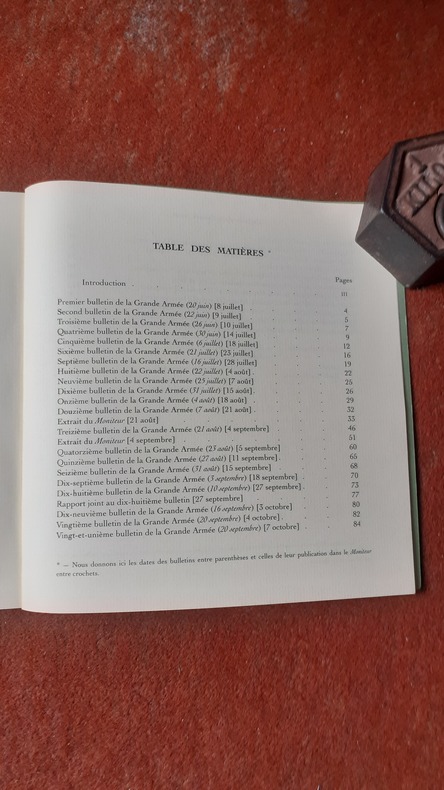 TABLE DES MATIÈRES *
Pages
Introduction . . . . III
Premier bulletin de la Grande Armée (20 juin) [8 juillet] 4
Second bulletin de la Grande Armée (22 juin) [9 juillet] 5
Troisième bulletin de la Grande Armée (26 juin) [10 juillet] 7
Quatrième bulletin de la Grande Armée (30 juin) [14 juillet] 9
Cinquième bulletin de la Grande Armée (6 juillet) [18 juillet] 12
Sixième bulletin de la Grande Armée (21 juillet) [23 juillet] 16
Septième bulletin de la Grande Armée (16 juillet) [28 juillet] 19
Huitième bulletin de la Grande Armée (22 juillet) [4 août] 22
Neuvième bulletin de la Grande Armée (25 juillet) [7 août] 25
Dixième bulletin de la Grande Armée (31 juillet) [15 août] 26
Onzième bulletin de la Grande Armée (4 août) [18 août] 29
Douzième bulletin de la Grande Armée (7 août) [21 août] 32
Extrait du Moniteur [21 août] 33
Treizième bulletin de la Grande Armée (21 août) [4 septembre] 46
Extrait du Moniteur [4 septembre] 51
Quatorzième bulletin de la Grande Armée (23 août) [5 septembre] 60
Quinzième bulletin de la Grande Armée (27 août) [11 septembre] 65
Seizième bulletin de la Grande Armée (31 août) [15 septembre] 68
Dix-septième bulletin de la Grande Armée (3 septembre) [18 septembre] 70
Dix-huitième bulletin de la Grande Armée (10 septembre) [27 septembre] 73
Rapport joint au dix-huitième bulletin [27 septembre] 77
Dix-neuvième bulletin de la Grande Armée (16 septembre) [3 octobre] 80
Vingtième bulletin de la Grande Armée (20 septembre) [4 octobre] 82
Vingt-et-unième bulletin de la Grande Armée (20 septembre) [7 octobre] 84
* — Nous donnons ici les dates des bulletins entre parenthèses et celles de leur publication dans le Moniteur
entre crochets.